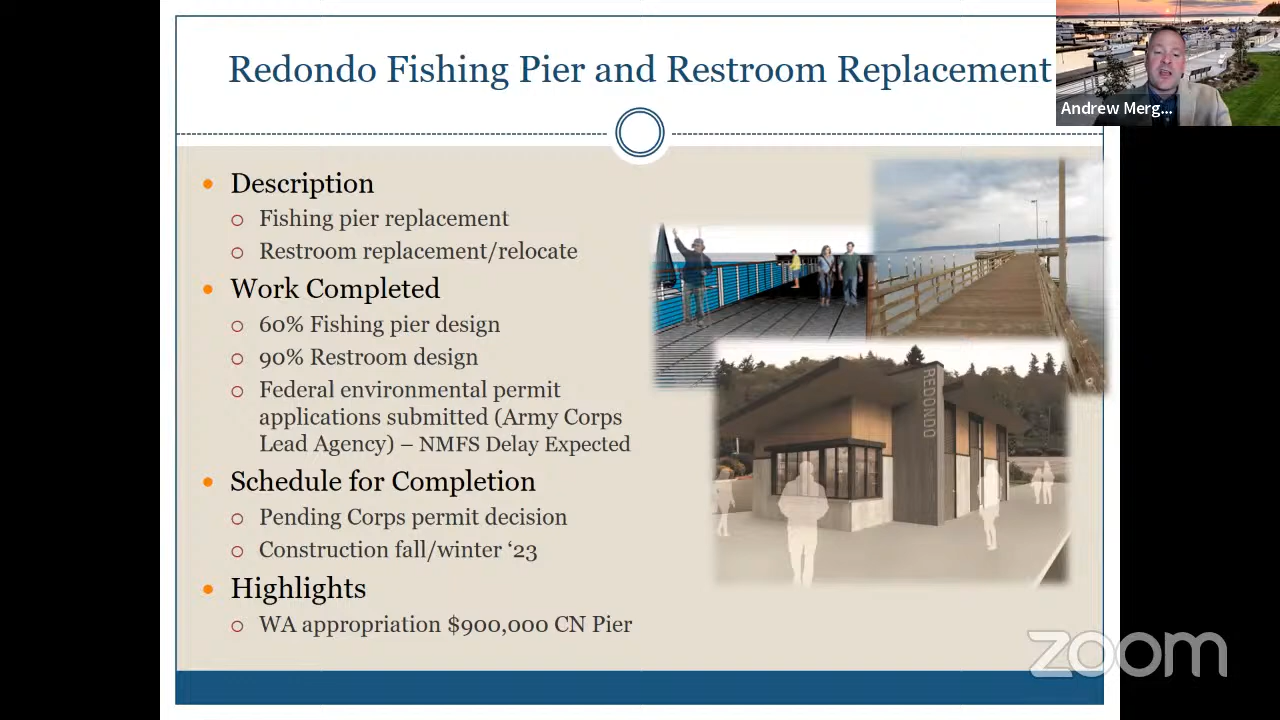 Redondo Fishing Pier and Restroom Replacement
Andrew Merg...
Description
Fishing pier replacement
Restroom replacement/relocate
Work Completed
60% Fishing pier design
90% Restroom design
Federal environmental permit
applications submitted (Army Corps
Lead Agency) – NMFS Delay Expected
Schedule for Completion
Pending Corps permit decision
Construction fall/winter ‘23
Highlights
WA appropriation $900,000 CN Pier
REDONDO
zoom